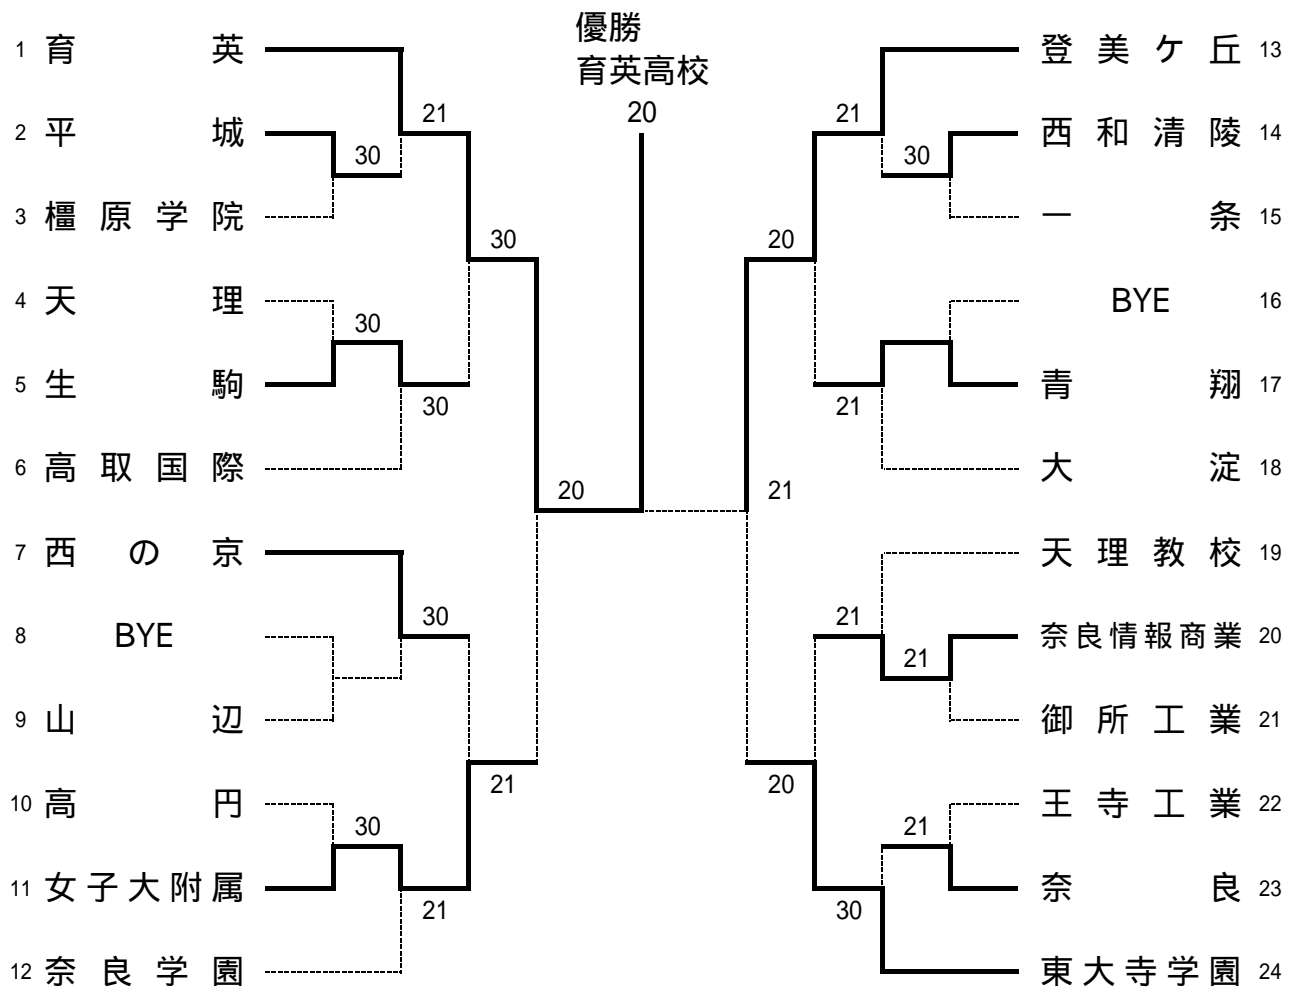 優勝
育英高校
20
1 育英
21
2 平城
30
3 橿原学院
30
4 天理
30
5 生駒
30
6 高取国際
20
7 西の京
30
8 BYE
9 山辺
21
10 高円
30
11 女子大附属
21
12 奈良学園
登美ケ丘 13
21
西和清陵 14
30
一条 15
20
BYE 16
青翔 17
21
大淀 18
21
天理教校 19
21
奈良情報商業 20
21
御所工業 21
20
王寺工業 22
21
奈良 23
30
東大寺学園 24